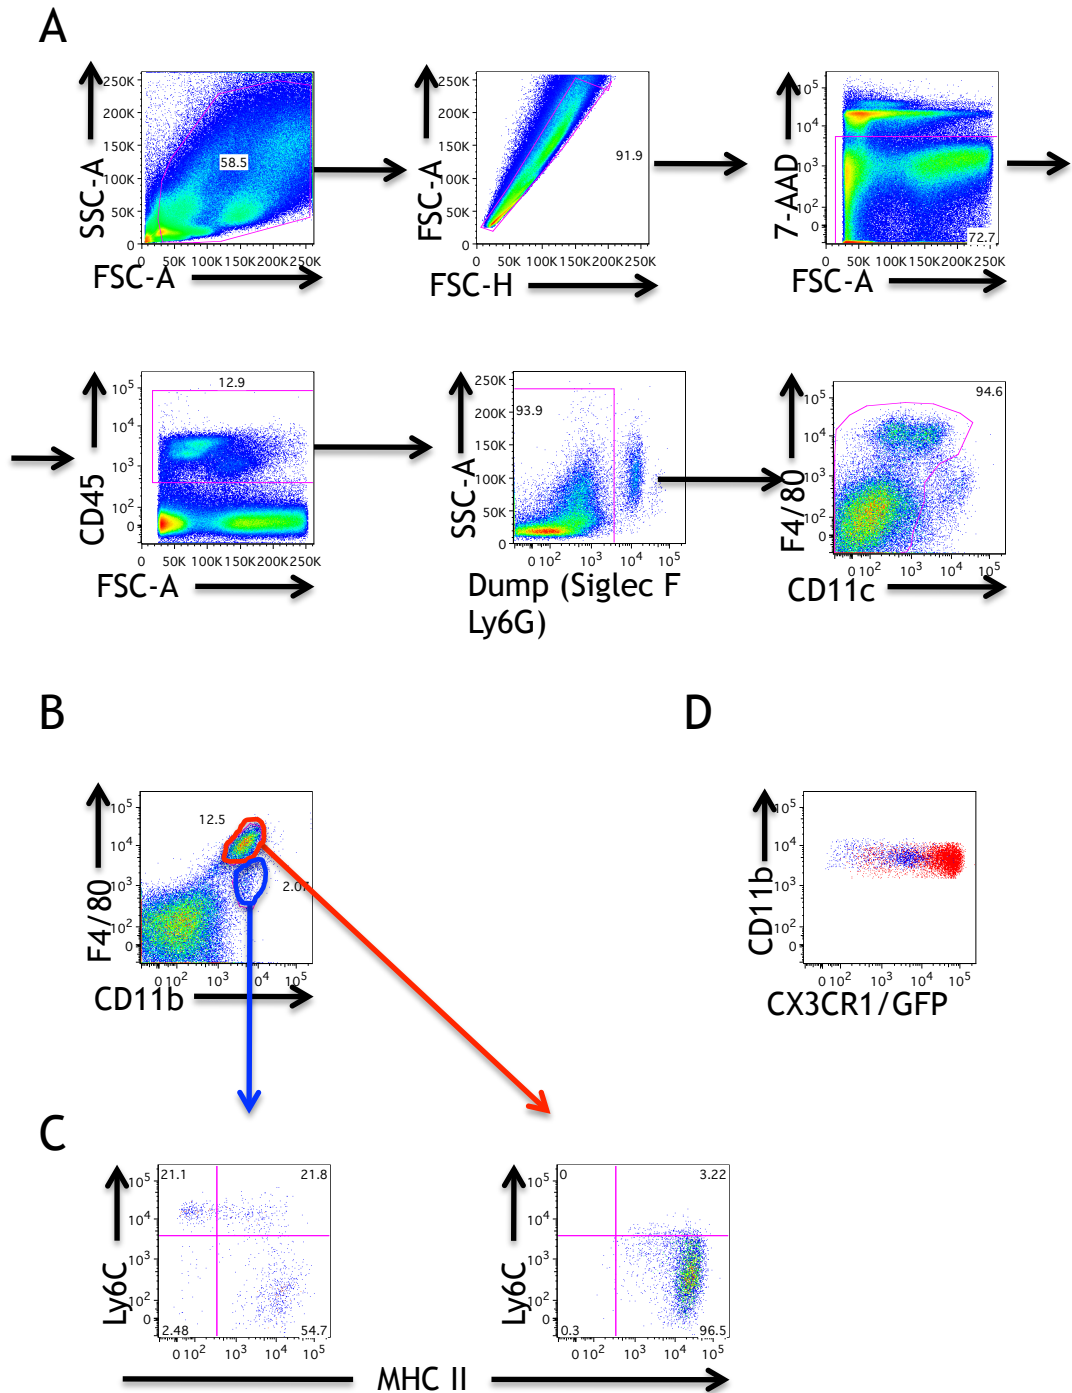 A
SSC-A
250K
200K
150K
100K
50K
0
58.5
0 50K 100K 150K 200K 250K
FSC-A
FSC-A
250K
200K
150K
100K
50K
0
91.9
0 50K 100K 150K 200K 250K
FSC-H
7-AAD
10^5
10^4
10^3
10^2
0
72.7
0 50K 100K 150K 200K 250K
FSC-A
CD45
10^5
10^4
10^3
10^2
0
12.9
0 50K 100K 150K 200K 250K
FSC-A
SSC-A
250K
200K
150K
100K
50K
0
93.9
0 10^2 10^3 10^4 10^5
Dump (Siglec F
Ly6G)
F4/80
10^5
10^4
10^3
10^2
0
94.6
0 10^2 10^3 10^4 10^5
CD11c
B
F4/80
10^5
10^4
10^3
10^2
0
12.5
2.07
0 10^2 10^3 10^4 10^5
CD11b
D
CD11b
10^5
10^4
10^3
10^2
0
0 10^2 10^3 10^4 10^5
CX3CR1/GFP
C
Ly6C
10^5
10^4
10^3
10^2
0
21.1 21.8
2.48 54.7
0 10^2 10^3 10^4 10^5
Ly6C
10^5
10^4
10^3
10^2
0
0 3.22
0.3 96.5
0 10^2 10^3 10^4 10^5
MHC II